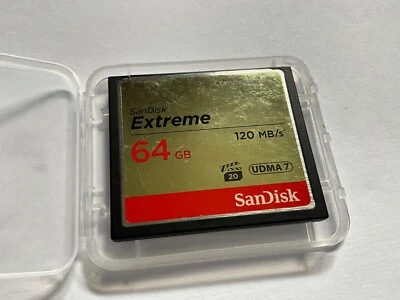 SanDisk
Extreme
120 MB/s
64 GB
20
UDMA 7
SanDisk